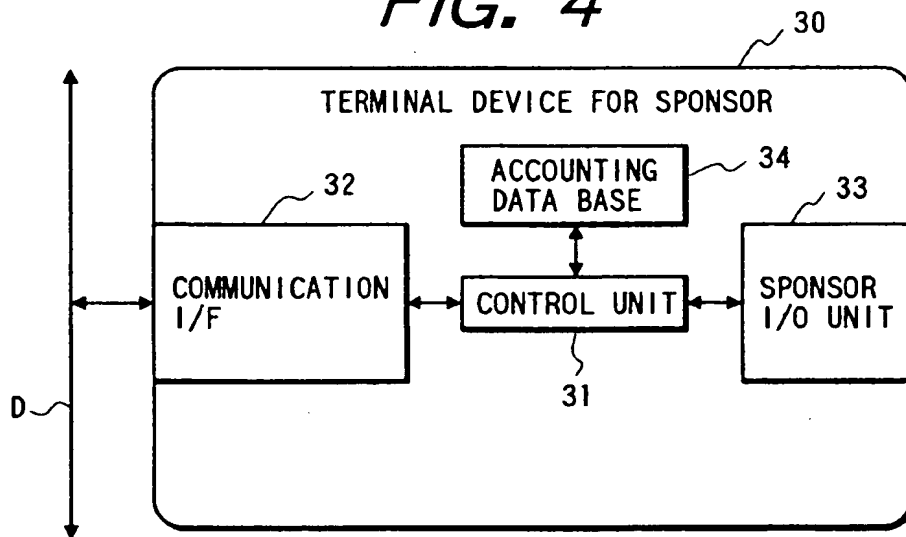 FIG. 4
30
TERMINAL DEVICE FOR SPONSOR
34
ACCOUNTING
DATA BASE
32
33
COMMUNICATION
I/F
CONTROL UNIT
SPONSOR
I/O UNIT
31
D